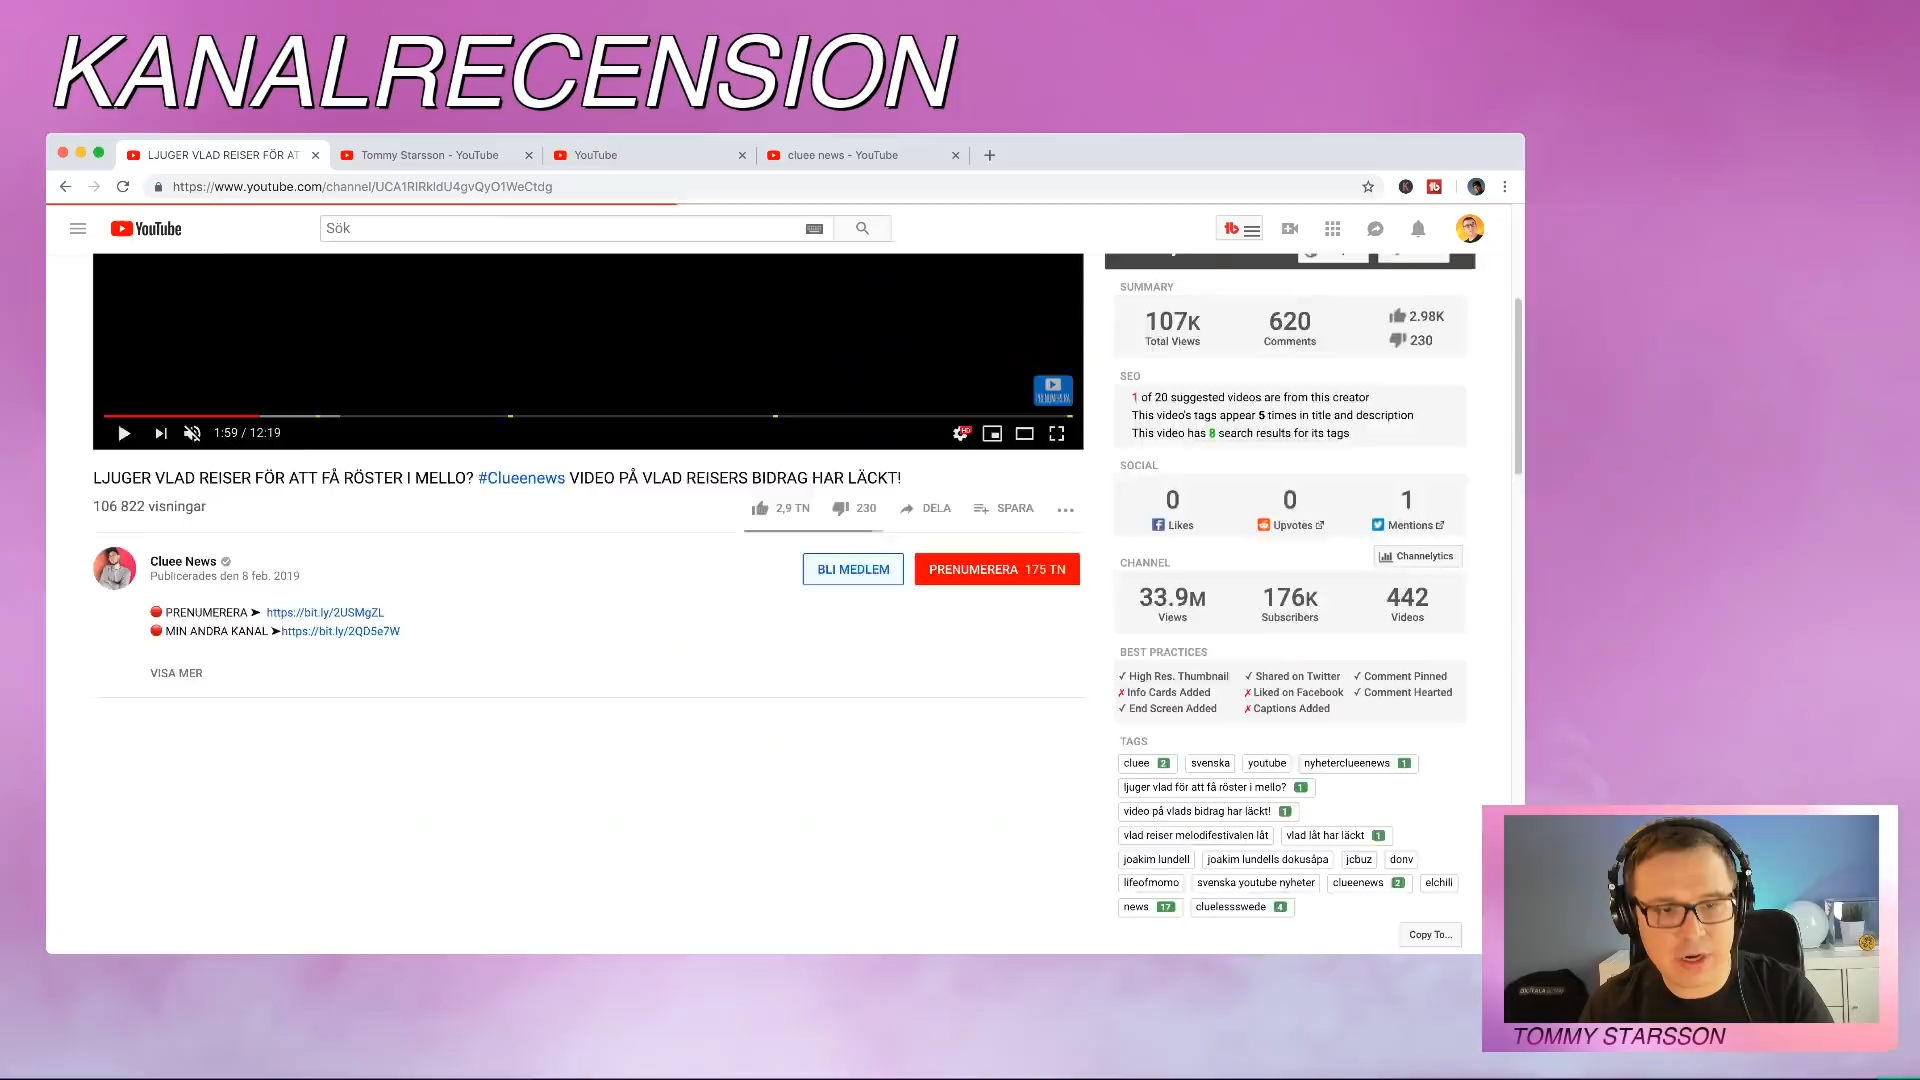 KANALRECENSION
LJUGER VLAD REISER FÖR AT
Tommy Starsson - YouTube
YouTube
cluee news - YouTube
https://www.youtube.com/channel/UCA1RIRkldU4gvQyO1WeCtdg
YouTube
Sök
SUMMARY
107K
Total Views
620
Comments
2.98K
230
SEO
1 of 20 suggested videos are from this creator
This video's tags appear 5 times in title and description
This video has 8 search results for its tags
SOCIAL
0
Likes
0
Upvotes
1
Mentions
CHANNEL
Channelytics
33.9M
Views
176K
Subscribers
442
Videos
BEST PRACTICES
✓ High Res. Thumbnail
✓ Shared on Twitter
✓ Comment Pinned
✗ Info Cards Added
✗ Liked on Facebook
✓ Comment Hearted
✓ End Screen Added
✗ Captions Added
TAGS
cluee 2
svenska
youtube
nyheterclueenews 1
ljuger vlad för att få röster i mello? 1
video på vlads bidrag har läckt! 1
vlad reiser melodifestivalen låt
vlad låt har läckt 1
joakim lundell
joakim lundells dokusåpa
jcbuz
donv
lifeofmomo
svenska youtube nyheter
clueenews 2
elchili
news 17
cluelessswede 4
Copy To...
PRENUMERERA
1:59 / 12:19
HD
LJUGER VLAD REISER FÖR ATT FÅ RÖSTER I MELLO? #Clueenews VIDEO PÅ VLAD REISERS BIDRAG HAR LÄCKT!
106 822 visningar
2,9 TN
230
DELA
SPARA
Cluee News
Publicerades den 8 feb. 2019
BLI MEDLEM
PRENUMERERA 175 TN
PRENUMERERA ➤ https://bit.ly/2USMgZL
MIN ANDRA KANAL ➤https://bit.ly/2QD5e7W
VISA MER
TOMMY STARSSON